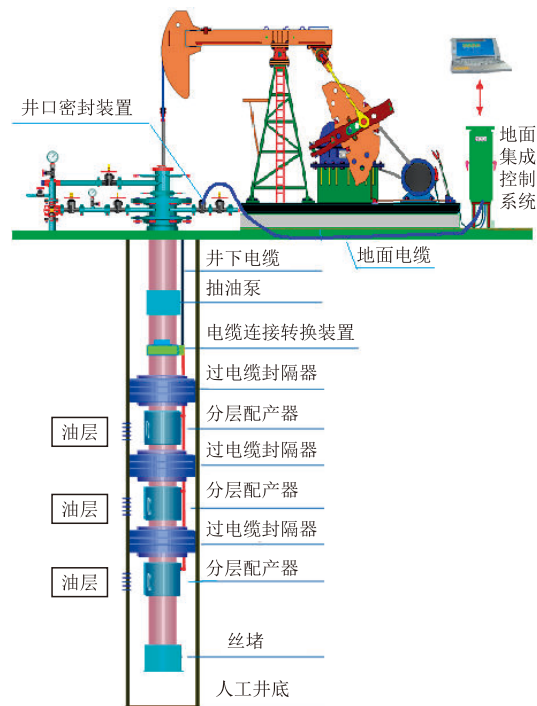 井口密封装置
地面
集成
控制
系统
地面电缆
井下电缆
抽油泵
电缆连接转换装置
过电缆封隔器
分层配产器
油层
过电缆封隔器
分层配产器
油层
过电缆封隔器
分层配产器
油层
丝堵
人工井底